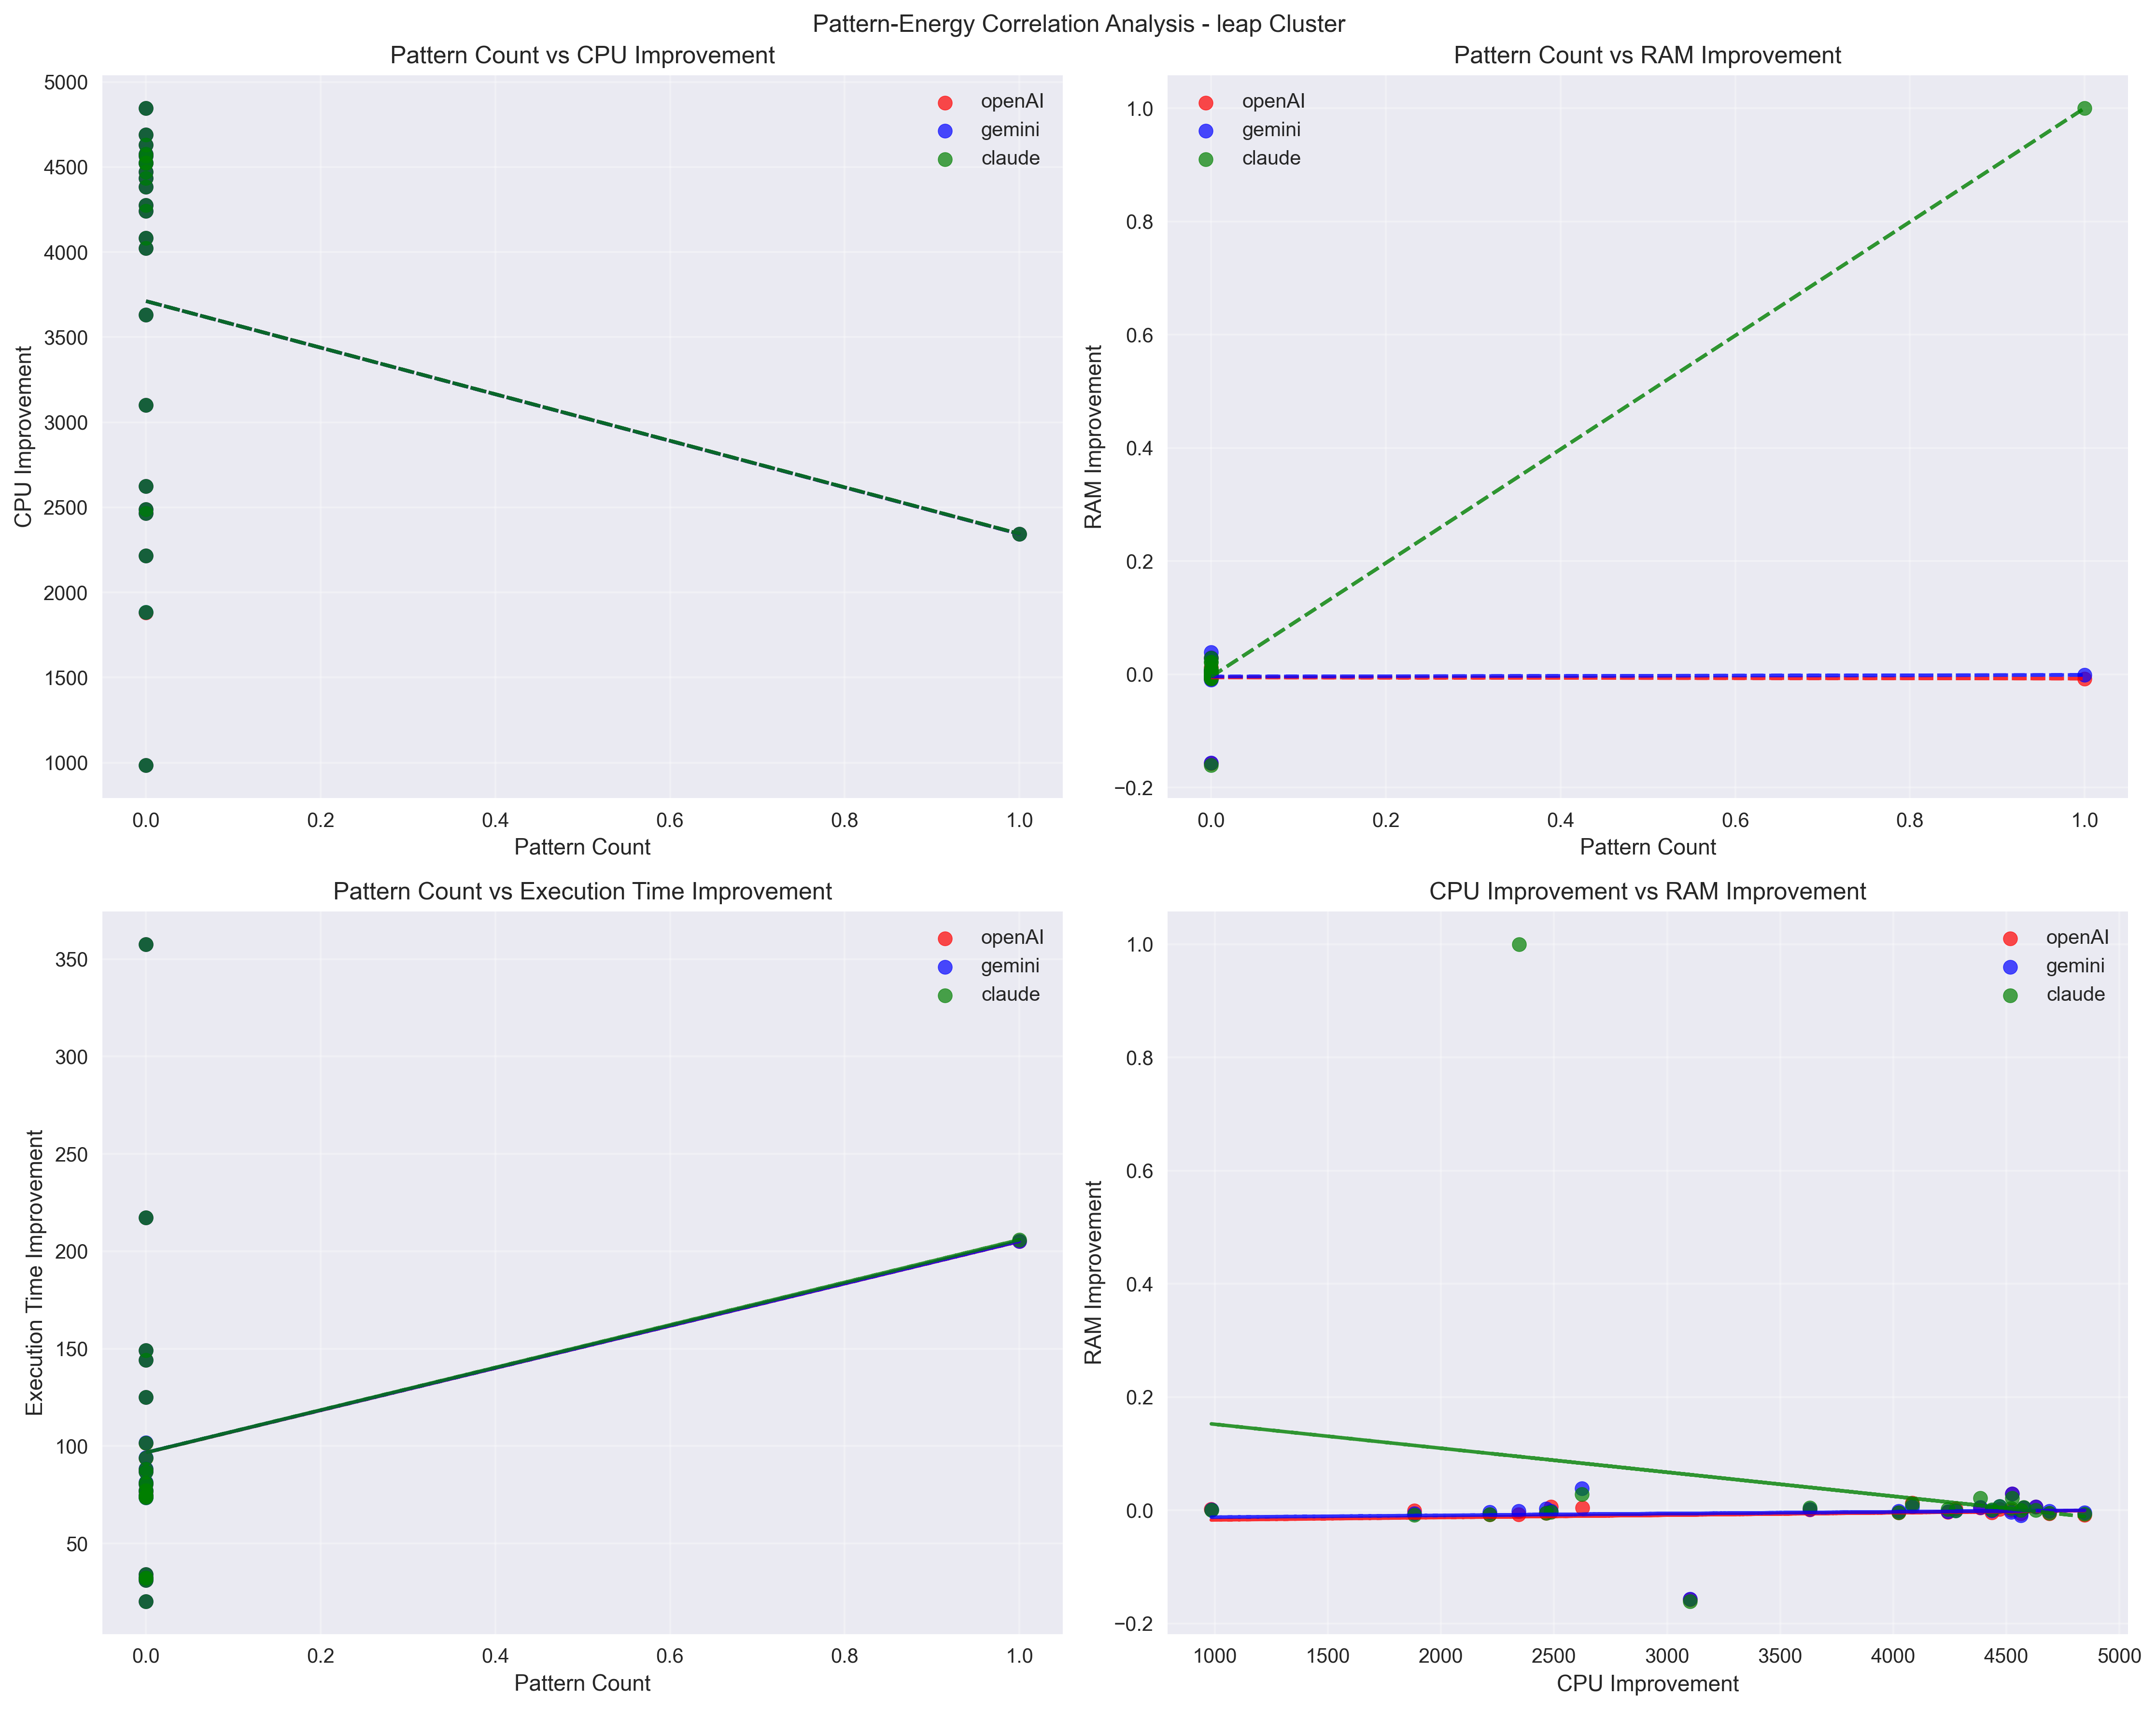 Pattern-Energy Correlation Analysis - leap Cluster
Pattern Count vs CPU Improvement
5000
4500
4000
3500
3000
2500
2000
1500
1000
CPU Improvement
0.0 0.2 0.4 0.6 0.8 1.0
Pattern Count
openAI
gemini
claude
Pattern Count vs RAM Improvement
1.0
0.8
0.6
0.4
0.2
0.0
−0.2
RAM Improvement
0.0 0.2 0.4 0.6 0.8 1.0
Pattern Count
openAI
gemini
claude
Pattern Count vs Execution Time Improvement
350
300
250
200
150
100
50
Execution Time Improvement
0.0 0.2 0.4 0.6 0.8 1.0
Pattern Count
openAI
gemini
claude
CPU Improvement vs RAM Improvement
1.0
0.8
0.6
0.4
0.2
0.0
−0.2
RAM Improvement
1000 1500 2000 2500 3000 3500 4000 4500 5000
CPU Improvement
openAI
gemini
claude